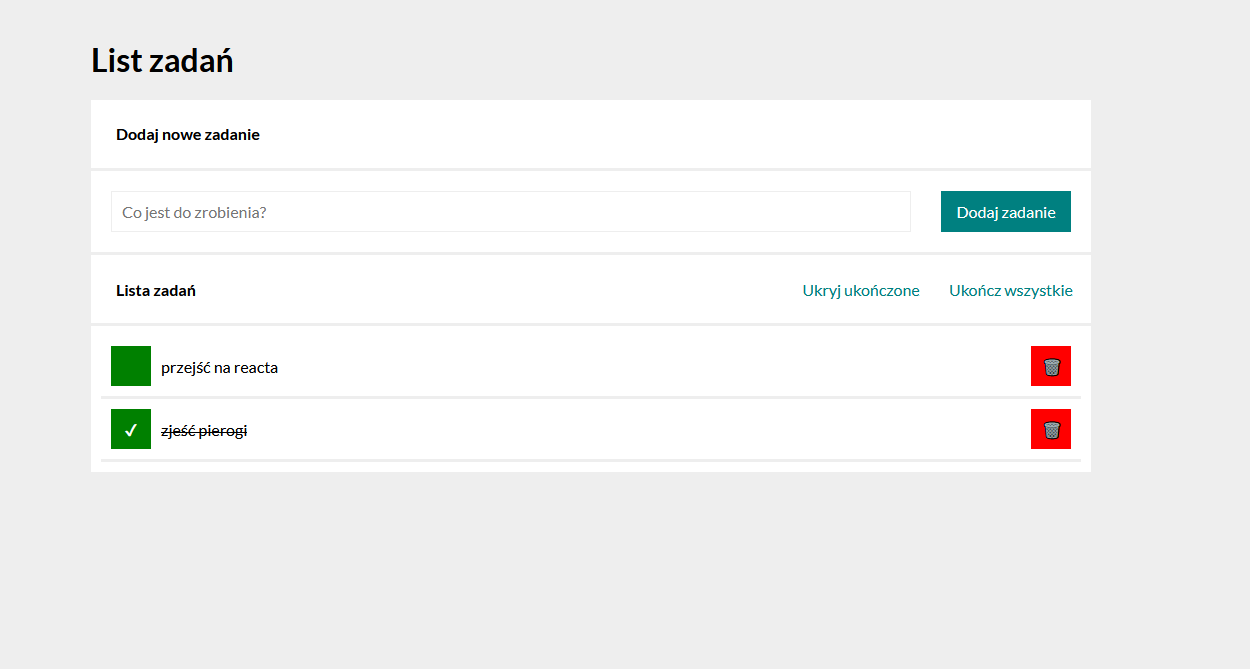 List zadań
Dodaj nowe zadanie
Co jest do zrobienia?
Dodaj zadanie
Lista zadań
Ukryj ukończone
Ukończ wszystkie
przejść na reacta
zjeść pierogi